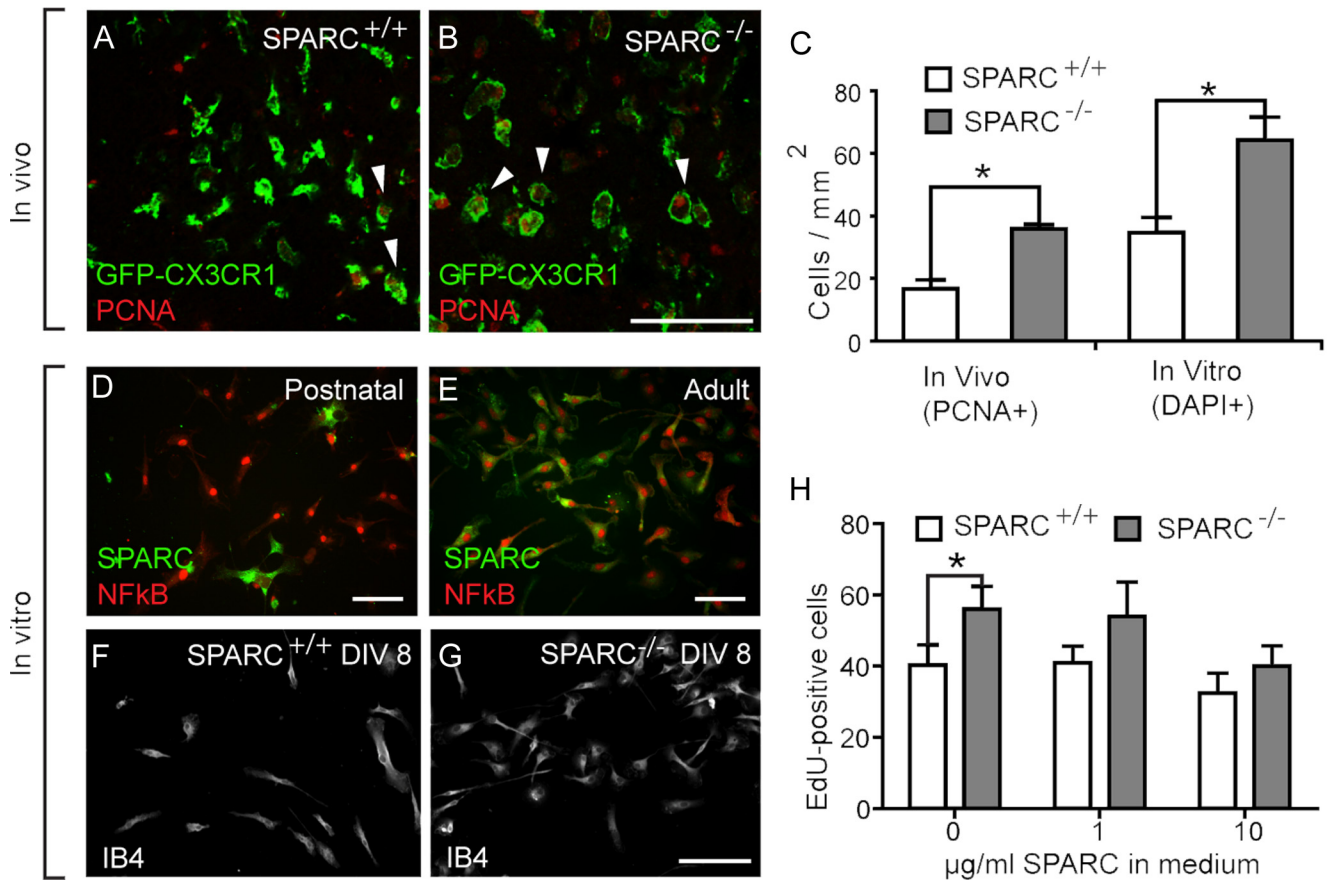 In vivo
A
SPARC+/+
GFP-CX3CR1
PCNA
B
SPARC-/-
GFP-CX3CR1
PCNA
C
SPARC+/+
SPARC-/-
Cells / mm2
80
60
40
20
0
*
*
In Vivo
(PCNA+)
In Vitro
(DAPI+)
In vitro
D
Postnatal
SPARC
NFkB
E
Adult
SPARC
NFkB
F
SPARC+/+ DIV 8
IB4
G
SPARC-/- DIV 8
IB4
H
SPARC+/+
SPARC-/-
EdU-positive cells
80
60
40
20
0
*
0
1
10
µg/ml SPARC in medium